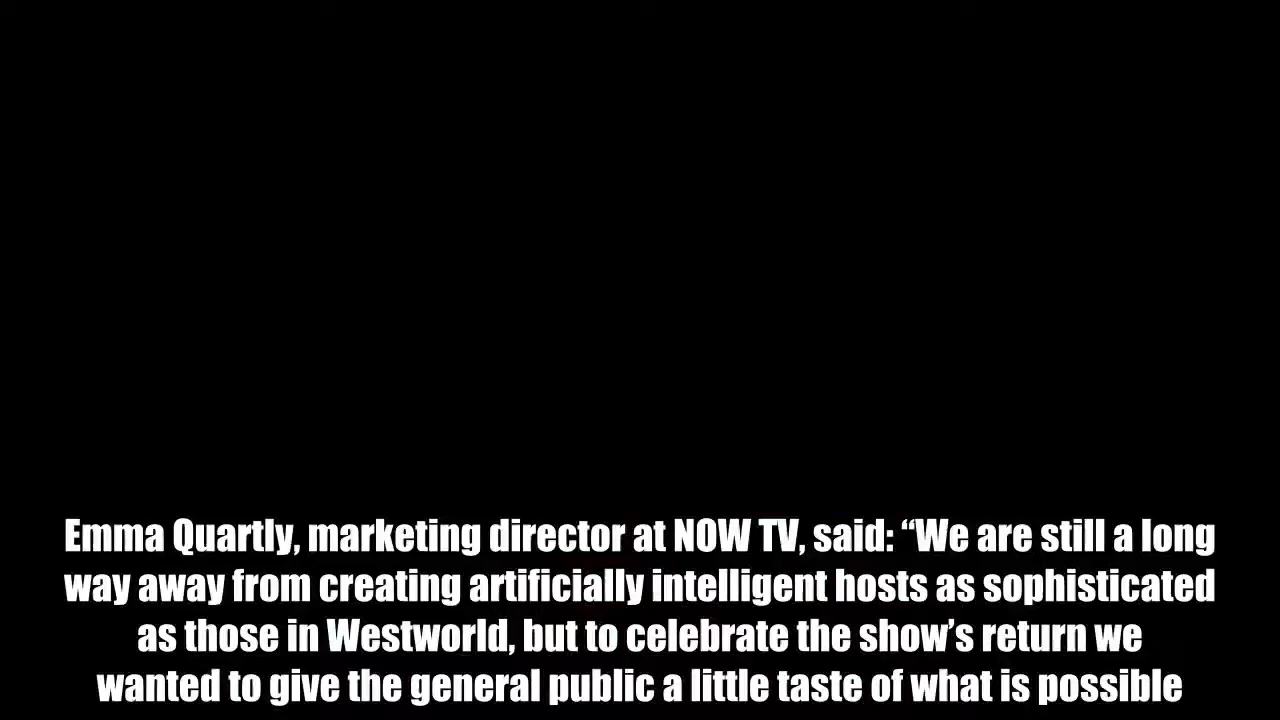 Emma Quartly, marketing director at NOW TV, said: “We are still a long
way away from creating artificially intelligent hosts as sophisticated
as those in Westworld, but to celebrate the show’s return we
wanted to give the general public a little taste of what is possible